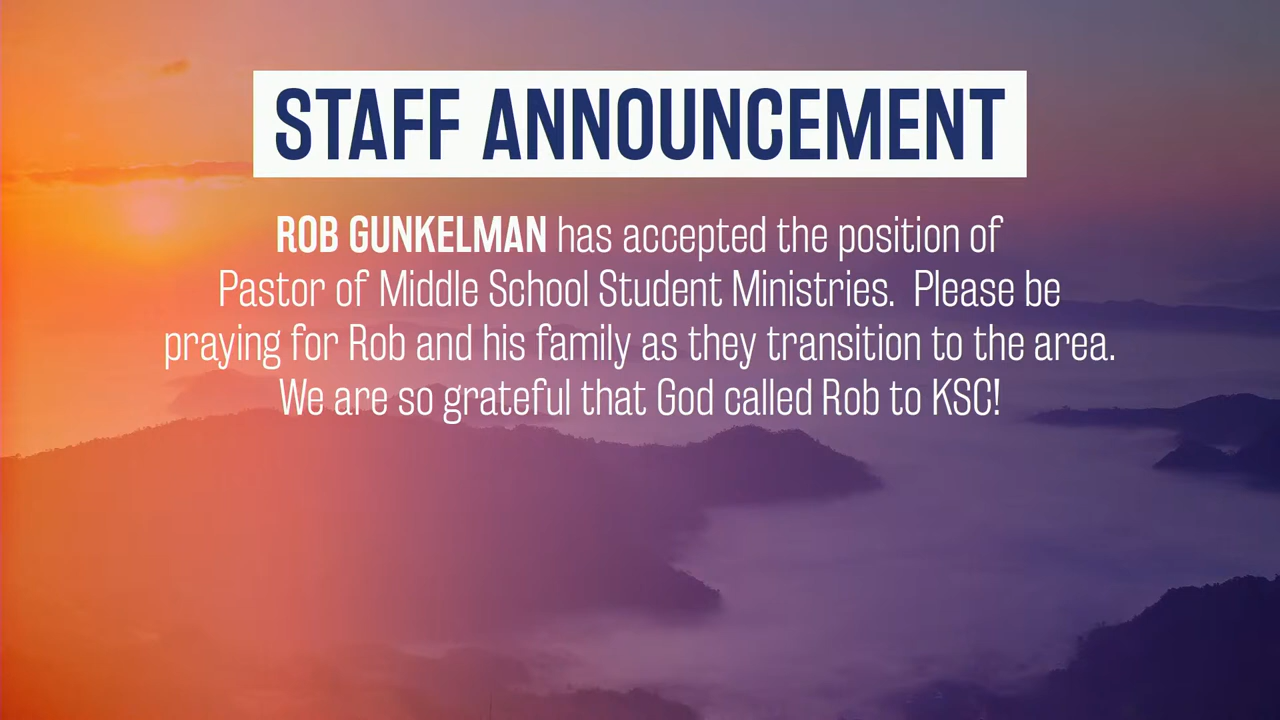 STAFF ANNOUNCEMENT
ROB GUNKELMAN has accepted the position of
Pastor of Middle School Student Ministries.  Please be
praying for Rob and his family as they transition to the area.
We are so grateful that God called Rob to KSC!